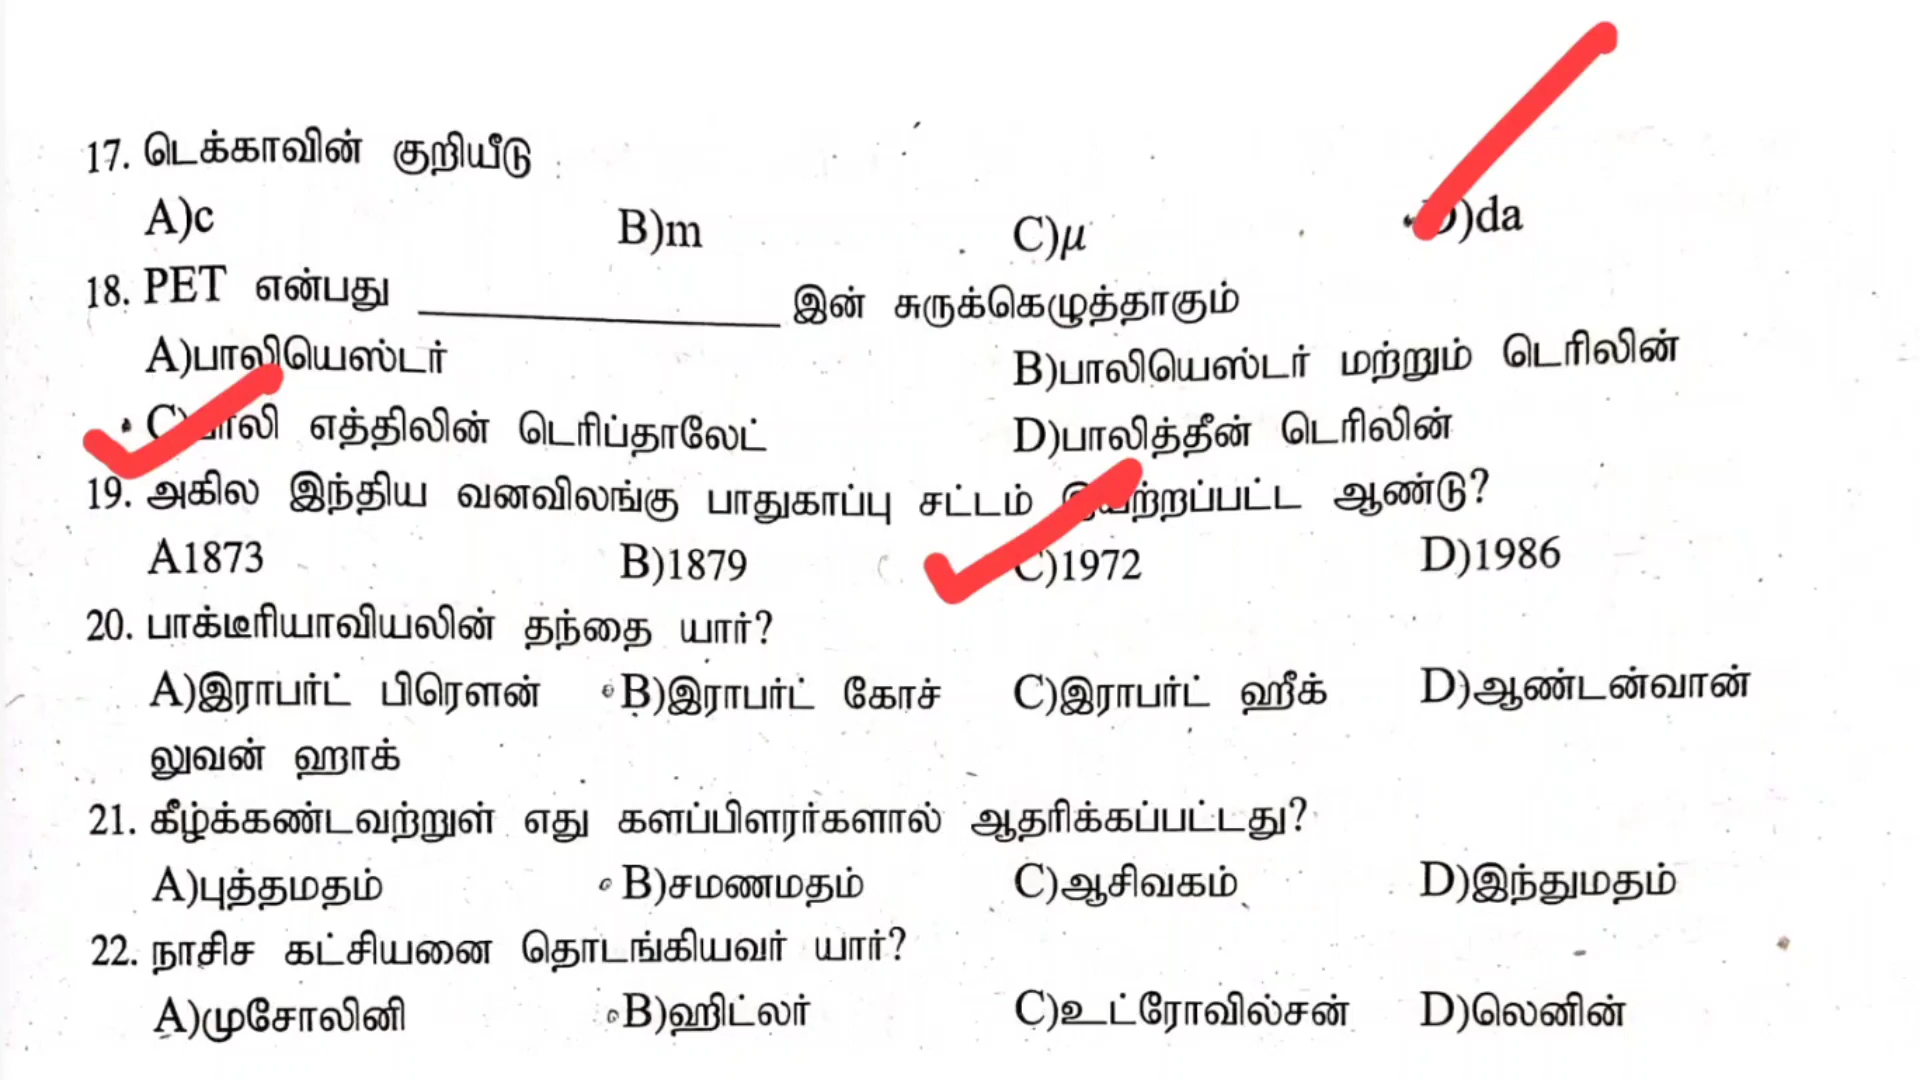 17. டெக்காவின் குறியீடு
A)c B)m C)μ D)da
18. PET என்பது ____________ இன் சுருக்கெழுத்தாகும்
A)பாலியெஸ்டர் B)பாலியெஸ்டர் மற்றும் டெரிலின்
C)பாலி எத்திலின் டெரிப்தாலேட் D)பாலித்தீன் டெரிலின்
19. அகில இந்திய வனவிலங்கு பாதுகாப்பு சட்டம் இயற்றப்பட்ட ஆண்டு?
A1873 B)1879 C)1972 D)1986
20. பாக்டீரியாவியலின் தந்தை யார்?
A)இராபர்ட் பிரௌன் B)இராபர்ட் கோச் C)இராபர்ட் ஹீக் D)ஆண்டன்வான்
லுவன் ஹாக்
21. கீழ்க்கண்டவற்றுள் எது களப்பிளரர்களால் ஆதரிக்கப்பட்டது?
A)புத்தமதம் B)சமணமதம் C)ஆசிவகம் D)இந்துமதம்
22. நாசிச கட்சியனை தொடங்கியவர் யார்?
A)முசோலினி B)ஹிட்லர் C)உட்ரோவில்சன் D)லெனின்